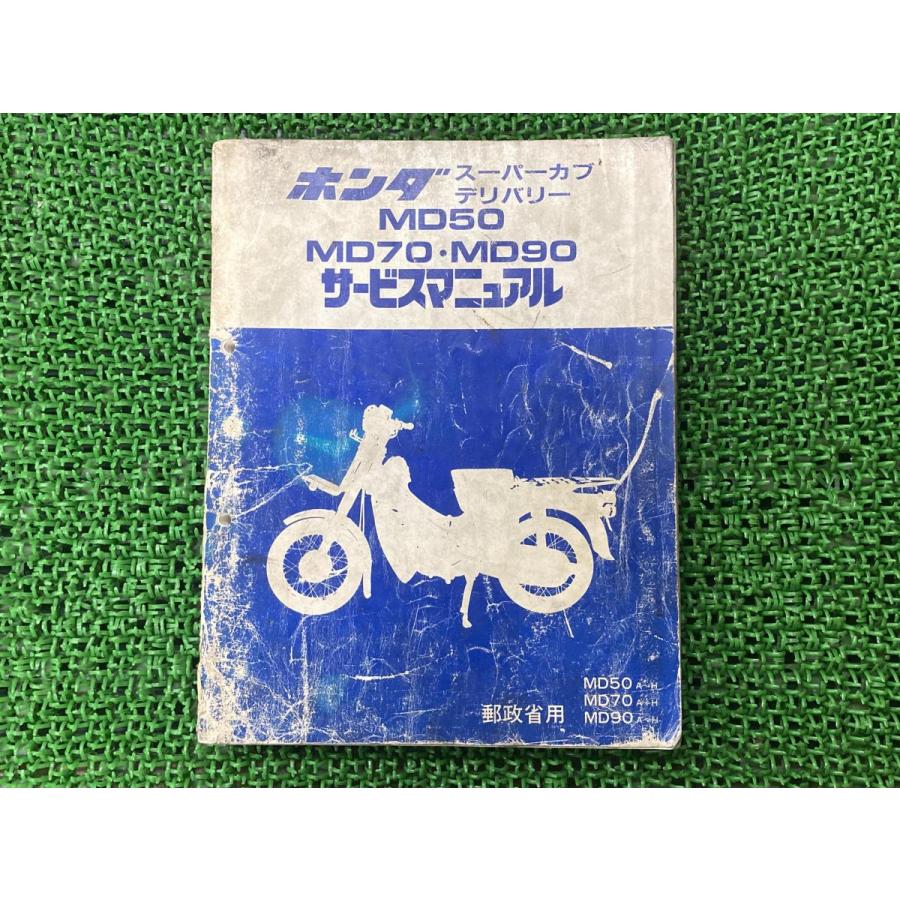 ホンダ スーパーカブ
デリバリー
MD50
MD70・MD90
サービスマニュアル
MD50 A~H
MD70 A~H
郵政省用 MD90 A~H